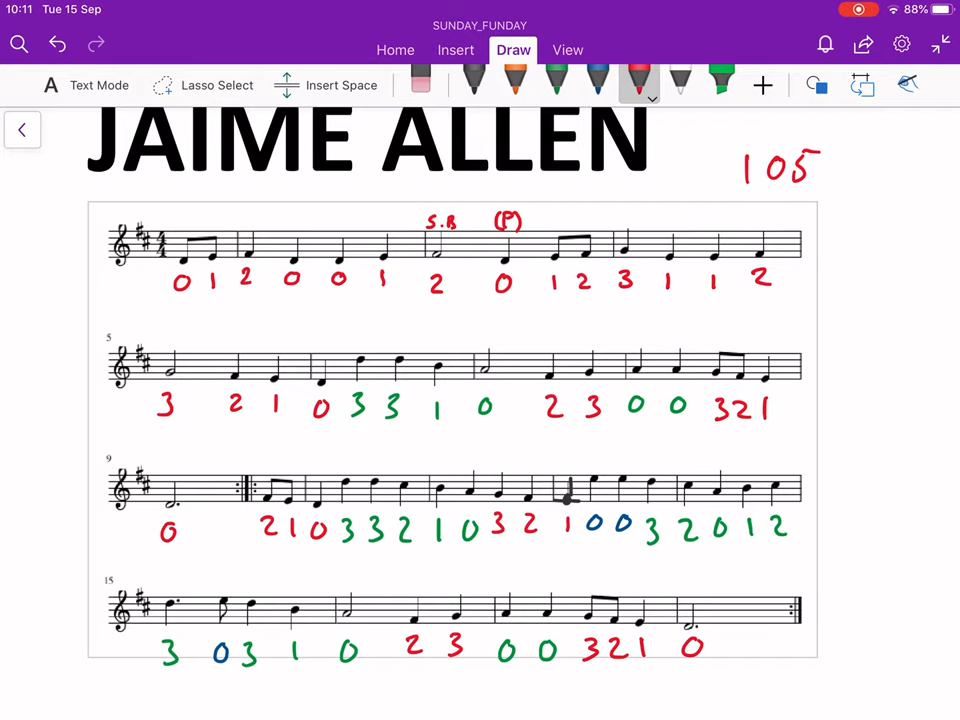 10:11 Tue 15 Sep 88%
SUNDAY_FUNDAY
Home Insert Draw View
A Text Mode Lasso Select Insert Space
JAIME ALLEN
105
S.B (P)
4
4
0 1 2 0 0 1 2 0 1 2 3 1 1 2
5
3 2 1 0 3 3 1 0 2 3 0 0 3 2 1
9
0 2 1 0 3 3 2 1 0 3 2 1 0 0 3 2 0 1 2
15
3 0 3 1 0 2 3 0 0 3 2 1 0